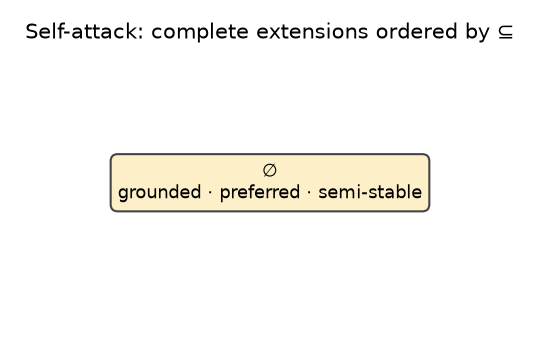 Self-attack: complete extensions ordered by ⊆
∅
grounded · preferred · semi-stable